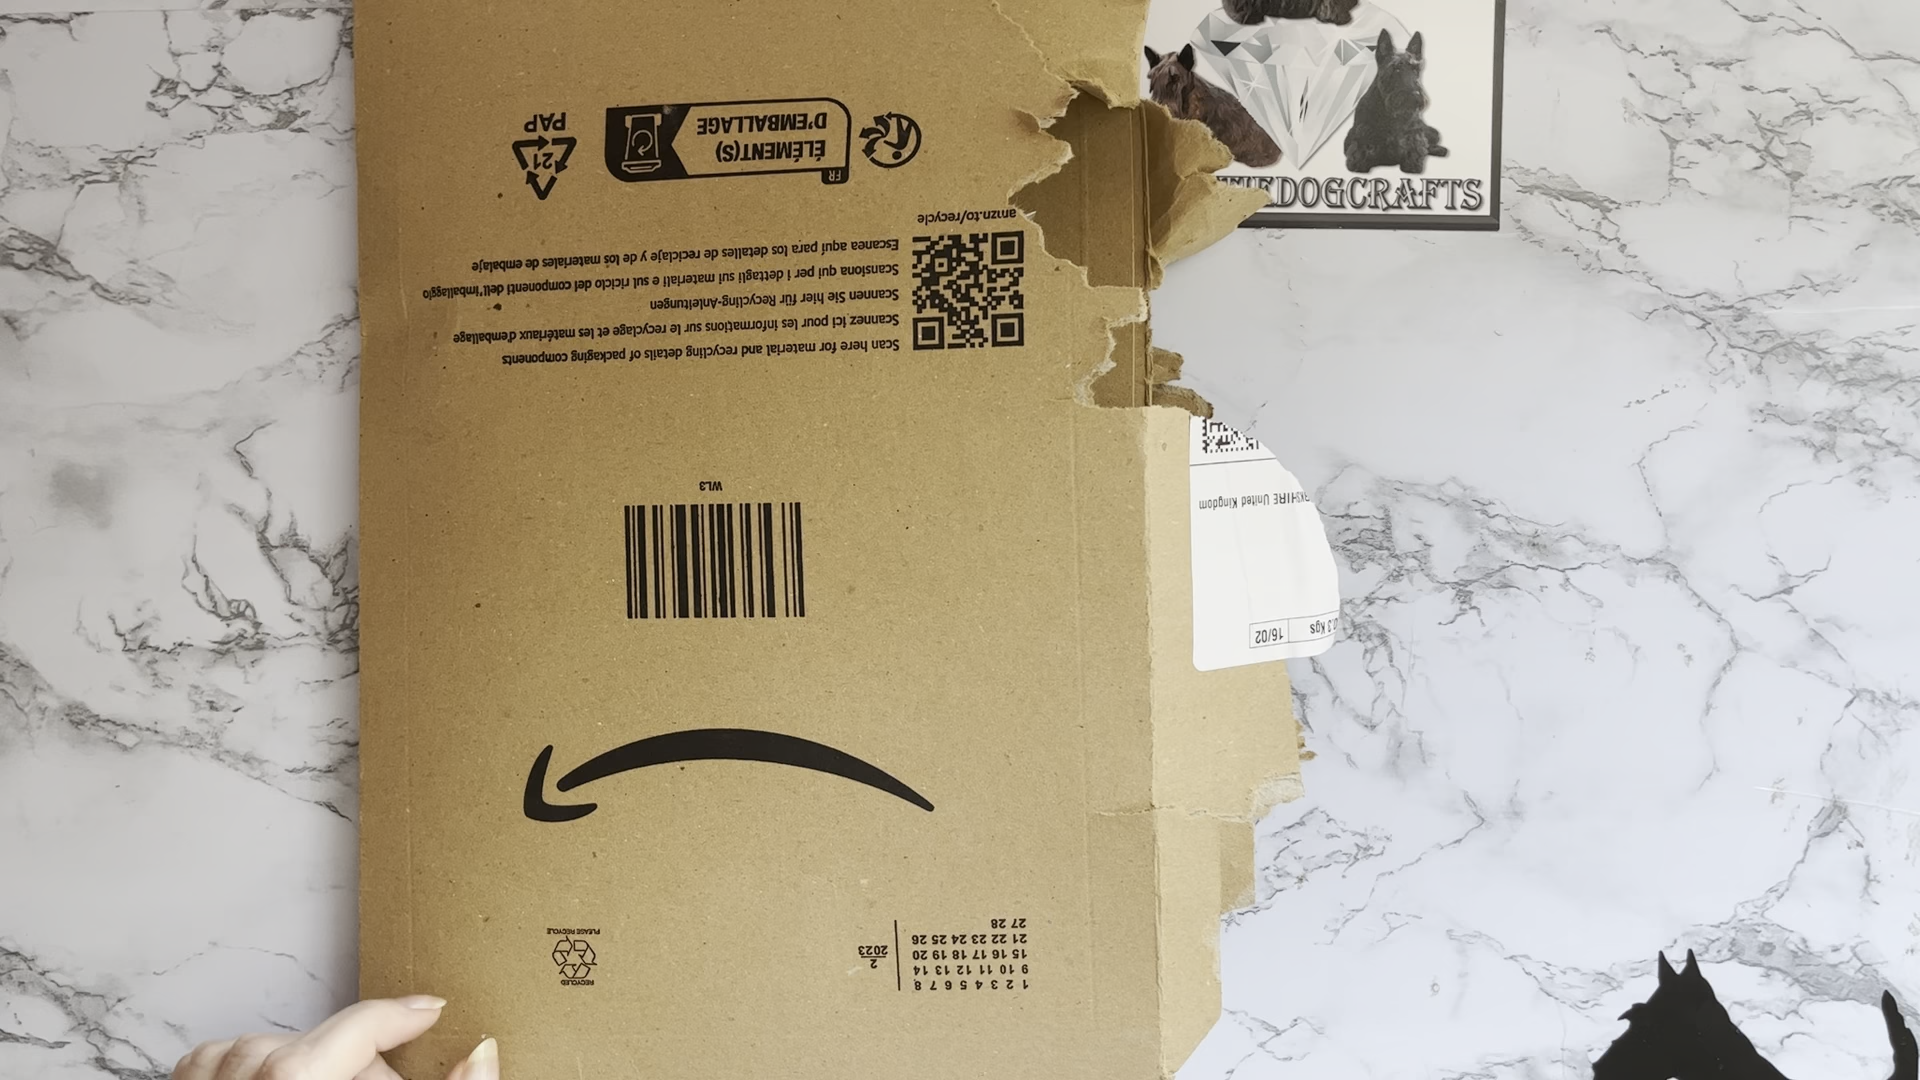 RECYCLED
PLEASE RECYCLE
1 2 3 4 5 6 7 8
9 10 11 12 13 14
15 16 17 18 19 20
21 22 23 24 25 26
27 28
2
2023
WL3
Scan here for material and recycling details of packaging components
Scannez ici pour les informations sur le recyclage et les matériaux d'emballage
Scannen Sie hier für Recycling-Anleitungen
Scansiona qui per i dettagli sui materiali e sul riciclo dei componenti dell'imballaggio
Escanea aquí para los detalles de reciclaje y de los materiales de embalaje
amzn.to/recycle
FR
ÉLÉMENT(S)
D'EMBALLAGE
21
PAP
Kgs
16/02
United Kingdom
DOGCRAFTS